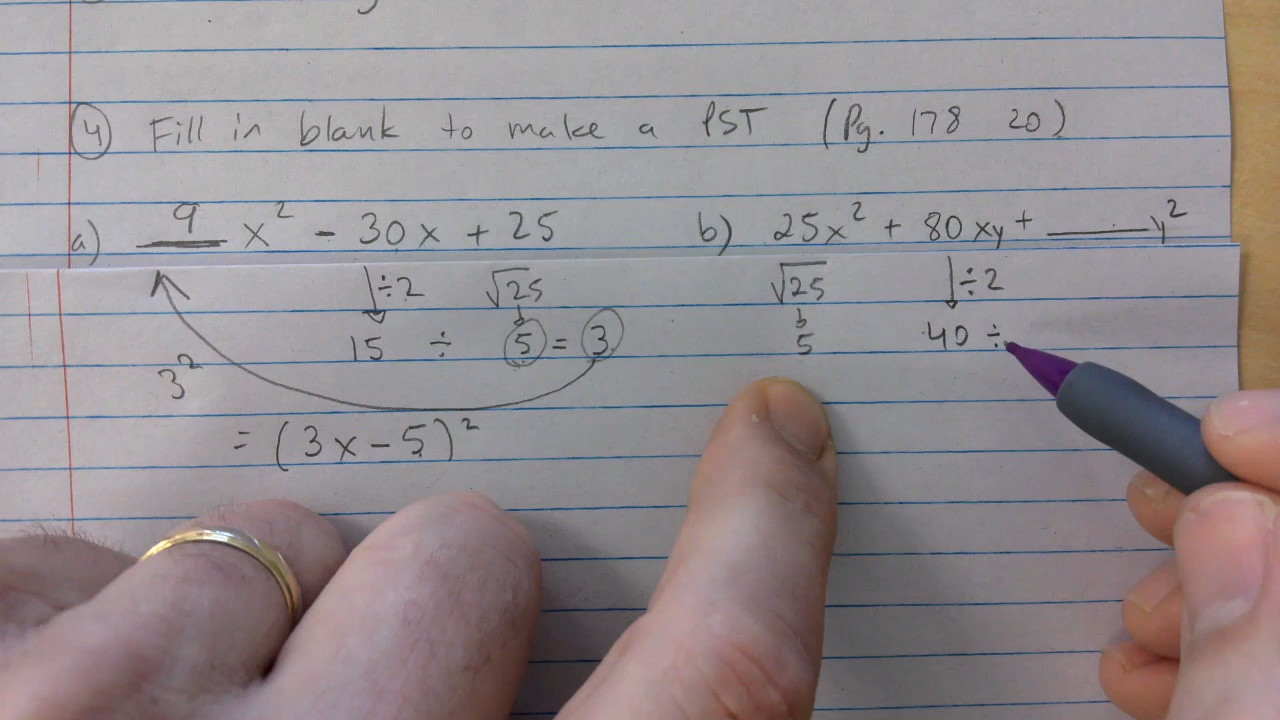 ④ Fill in blank to make a PST (Pg. 178 20)
a) 9 x² - 30x + 25
b) 25x² + 80xy + ____ y²
÷2 √25
15 ÷ 5 = 3
3²
= (3x - 5)²
√25 ÷2
5 40 ÷